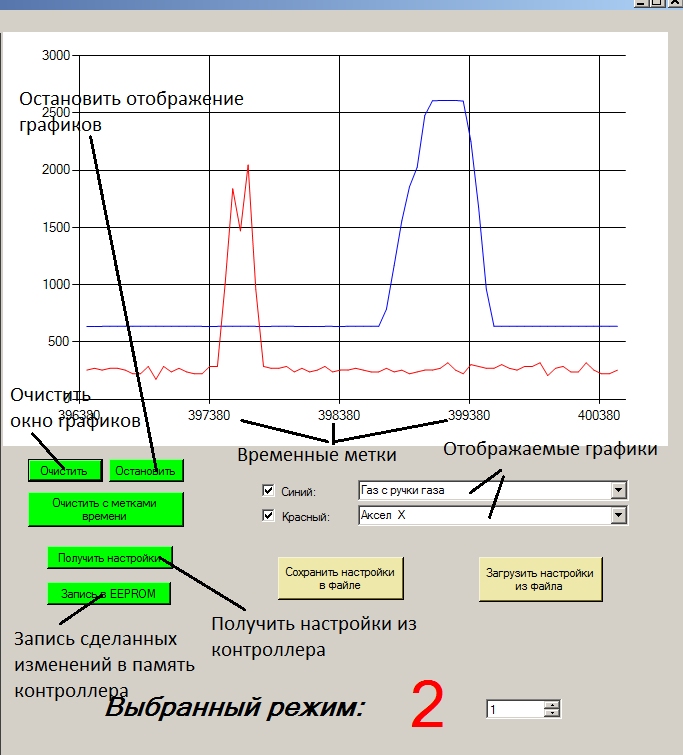 3000
Остановить отображение
2500
графиков
2000
1500
1000
500
0
Очистить
396380 397380 398380 399380 400380
окно графиков
Временные метки
Отображаемые графики
Очистить Остановить
Синий: Газ с ручки газа
Очистить с метками
времени
Красный: Аксел X
Получить настройки
Сохранить настройки
в файле
Загрузить настройки
из файла
Запись в EEPROM
Получить настройки из
контроллера
Запись сделанных
изменений в память
контроллера
Выбранный режим: 2 1